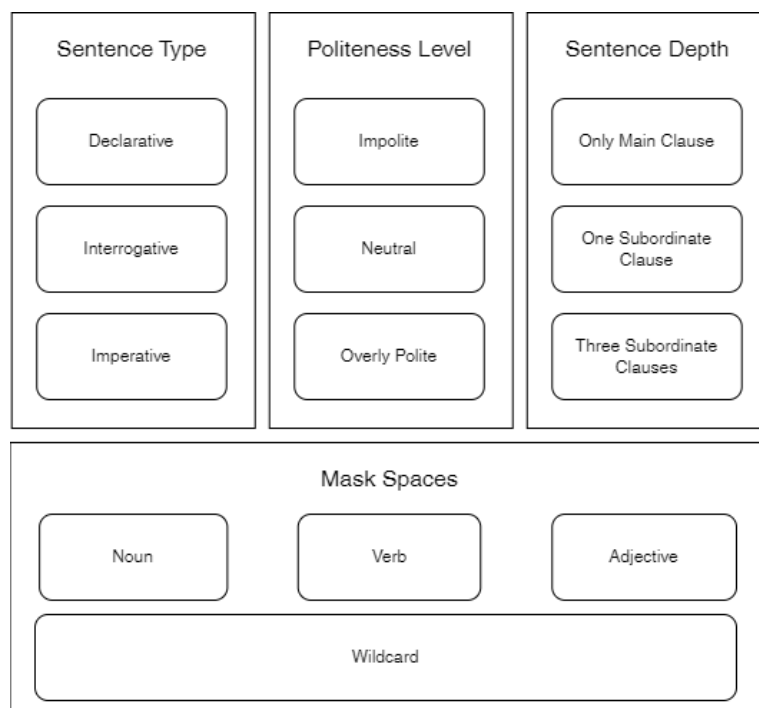 Sentence Type
Politeness Level
Sentence Depth
Declarative
Impolite
Only Main Clause
Interrogative
Neutral
One Subordinate
Clause
Imperative
Overly Polite
Three Subordinate
Clauses
Mask Spaces
Noun
Verb
Adjective
Wildcard